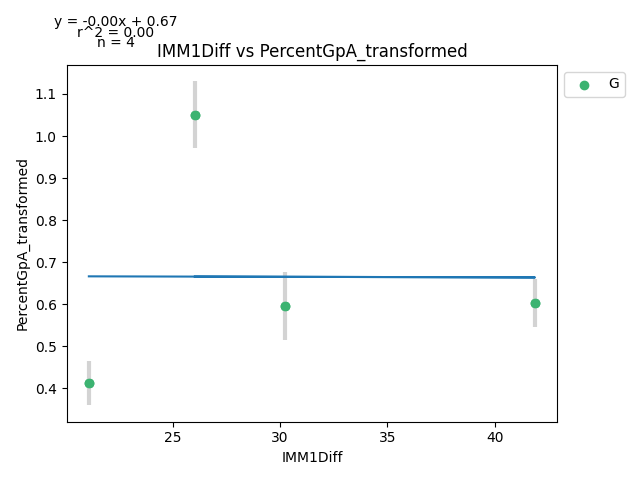 y = -0.00x + 0.67
r^2 = 0.00
n = 4
IMM1Diff vs PercentGpA_transformed
G
1.1
1.0
0.9
0.8
0.7
0.6
0.5
0.4
PercentGpA_transformed
25 30 35 40
IMM1Diff